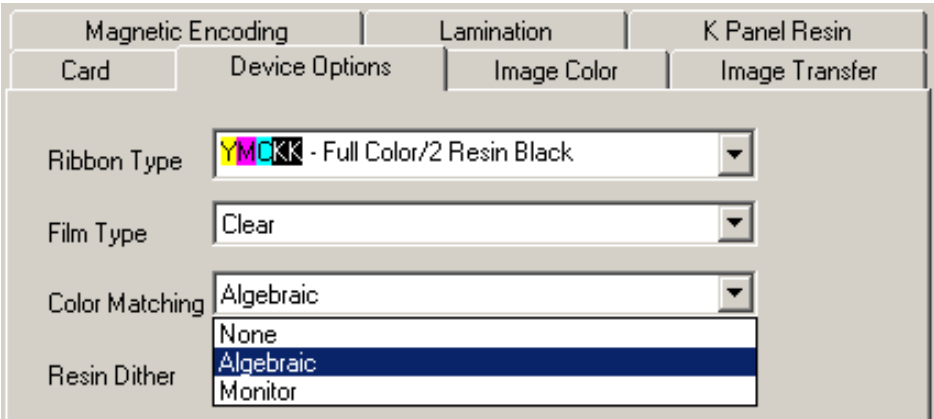 Magnetic Encoding Lamination K Panel Resin
Card Device Options Image Color Image Transfer
Ribbon Type YMCKK - Full Color/2 Resin Black
Film Type Clear
Color Matching Algebraic
None
Algebraic
Resin Dither
Monitor